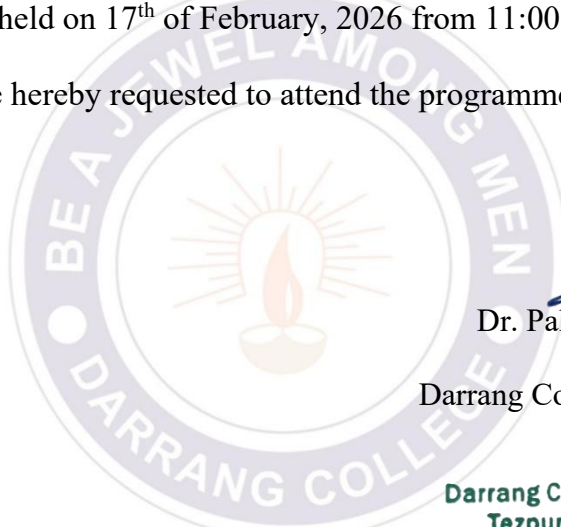 held on 17th of February, 2026 from 11:00
hereby requested to attend the programme
BE A JEWEL AMONG MEN
Dr.
Darrang
DARRANG COLLEGE
Darrang